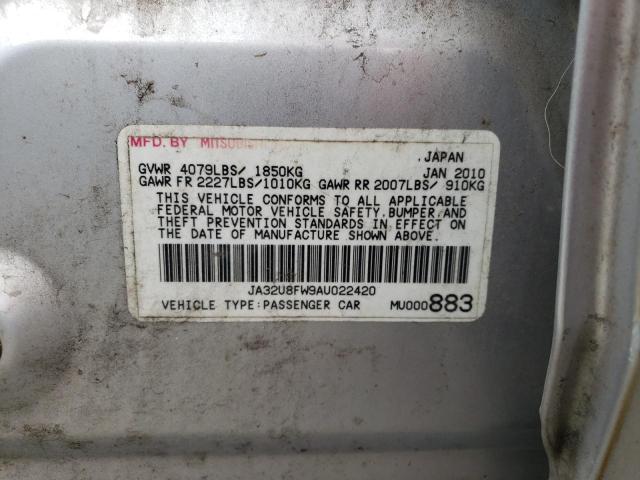 MFD. BY MITSUBISHI
. JAPAN
GVWR 4079LBS/ 1850KG JAN 2010
GAWR FR 2227LBS/1010KG GAWR RR 2007LBS/ 910KG
THIS VEHICLE CONFORMS TO ALL APPLICABLE
FEDERAL MOTOR VEHICLE SAFETY.BUMPER.AND
THEFT PREVENTION STANDARDS IN EFFECT ON
THE DATE OF MANUFACTURE SHOWN ABOVE.
JA32U8FW9AU022420
VEHICLE TYPE:PASSENGER CAR MU000883